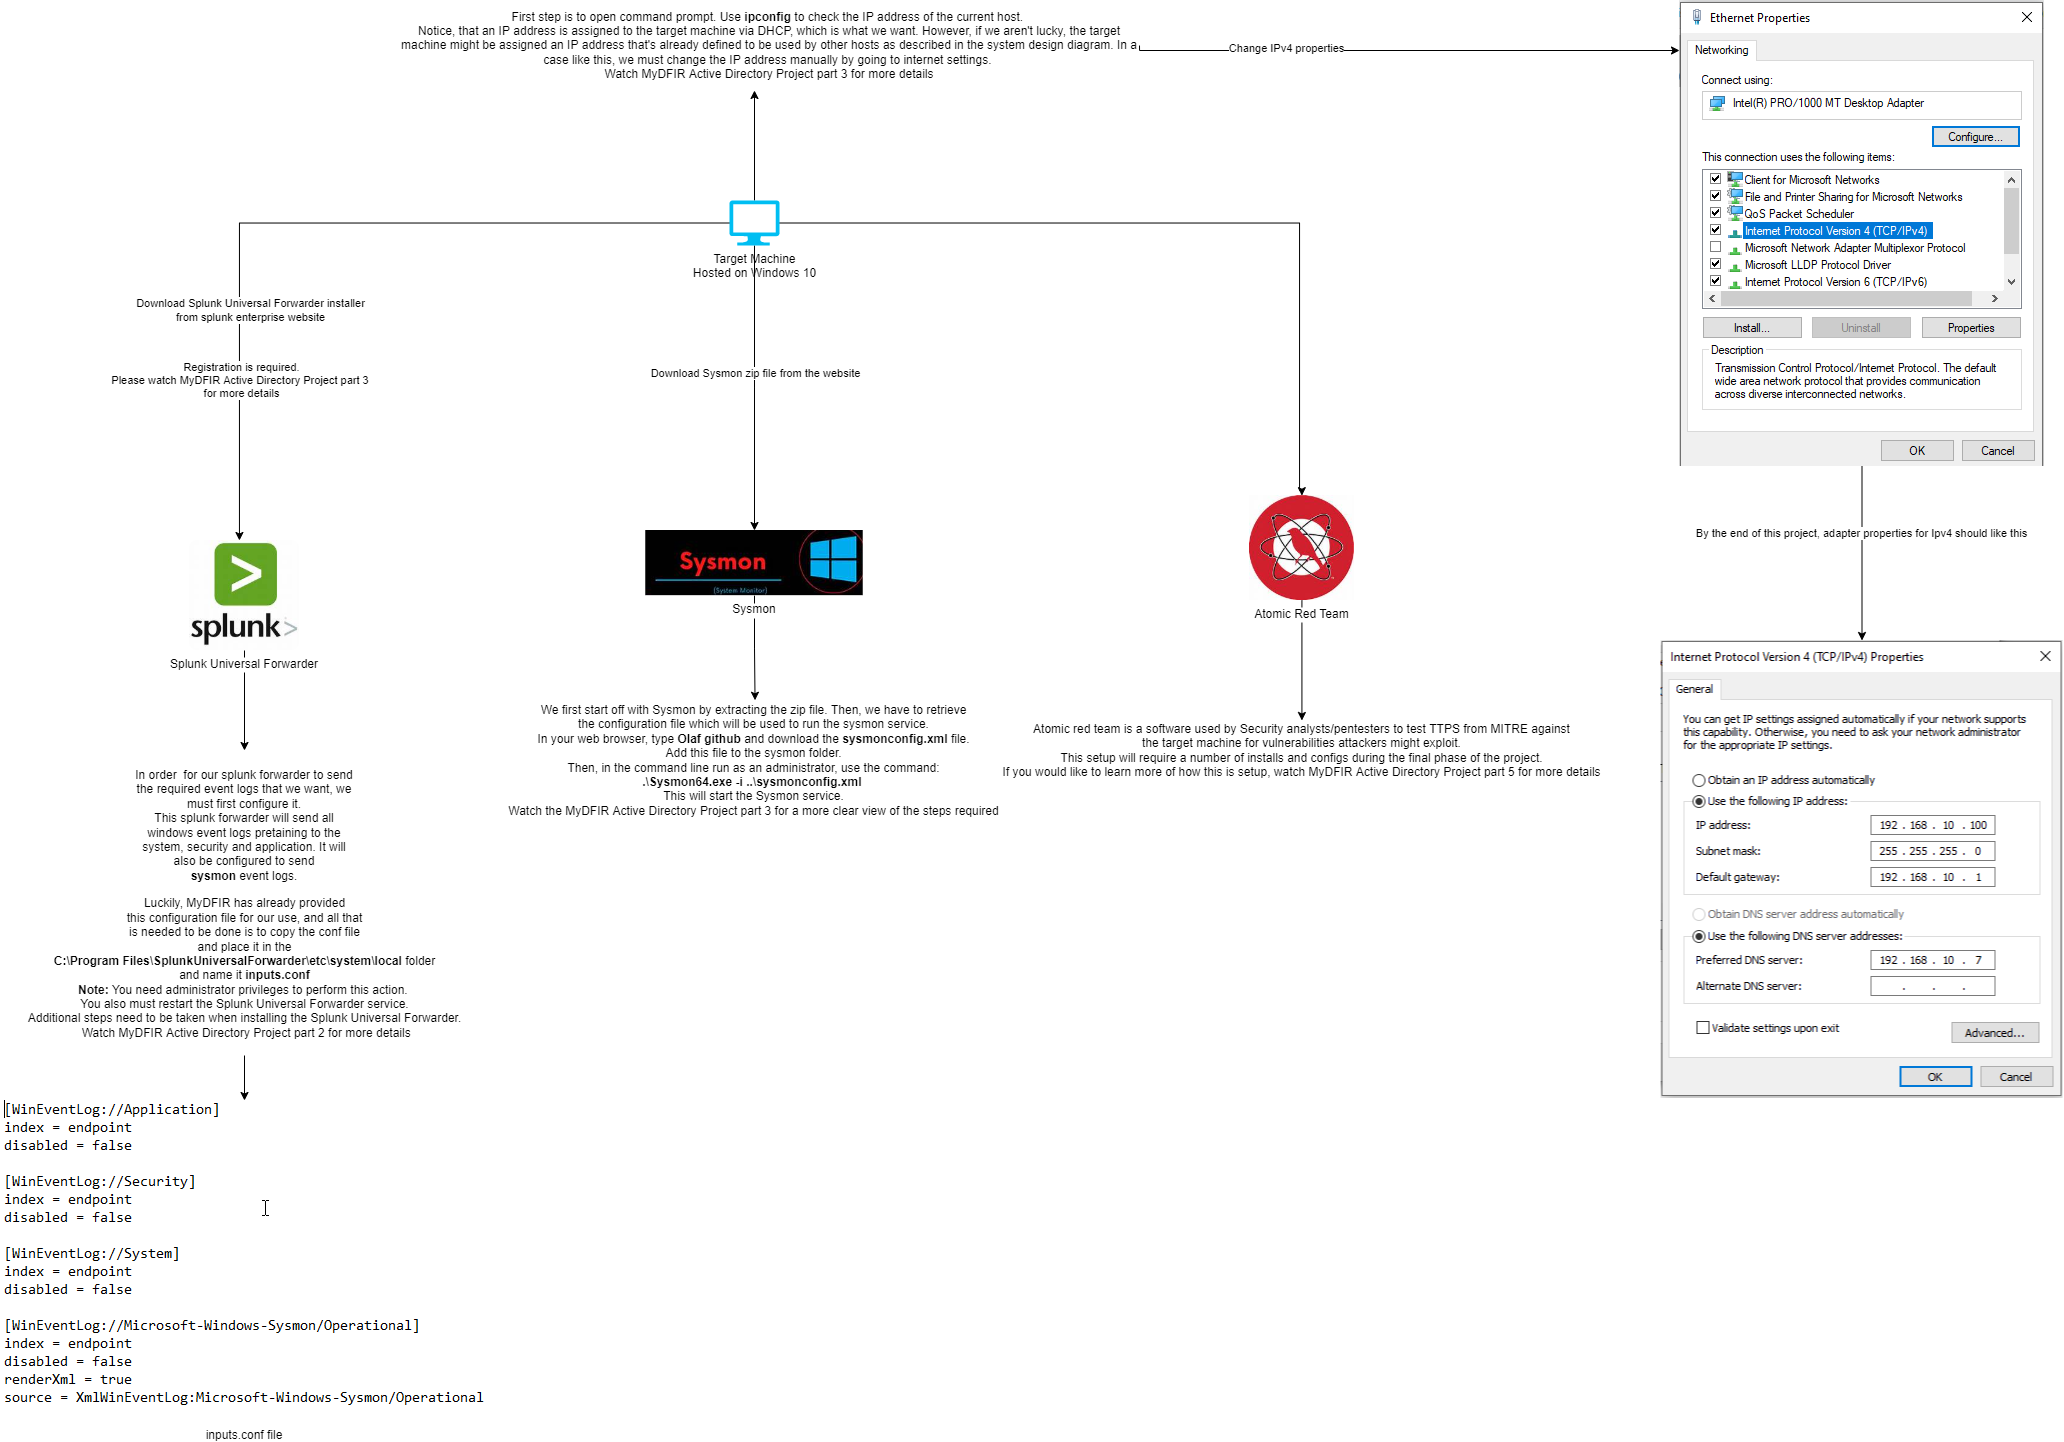 First step is to open command prompt. Use ipconfig to check the IP address of the current host.
Notice, that an IP address is assigned to the target machine via DHCP, which is what we want. However, if we aren't lucky, the target
machine might be assigned an IP address that's already defined to be used by other hosts as described in the system design diagram. In a
case like this, we must change the IP address manually by going to internet settings.
Watch MyDFIR Active Directory Project part 3 for more details
Change IPv4 properties
Ethernet Properties
Networking
Connect using:
Intel(R) PRO/1000 MT Desktop Adapter
Configure...
This connection uses the following items:
Client for Microsoft Networks
File and Printer Sharing for Microsoft Networks
QoS Packet Scheduler
Internet Protocol Version 4 (TCP/IPv4)
Microsoft Network Adapter Multiplexor Protocol
Microsoft LLDP Protocol Driver
Internet Protocol Version 6 (TCP/IPv6)
Install...
Uninstall
Properties
Description
Transmission Control Protocol/Internet Protocol. The default
wide area network protocol that provides communication
across diverse interconnected networks.
OK
Cancel
By the end of this project, adapter properties for Ipv4 should like this
Internet Protocol Version 4 (TCP/IPv4) Properties
General
You can get IP settings assigned automatically if your network supports
this capability. Otherwise, you need to ask your network administrator
for the appropriate IP settings.
Obtain an IP address automatically
Use the following IP address:
IP address: 192 . 168 . 10 . 100
Subnet mask: 255 . 255 . 255 . 0
Default gateway: 192 . 168 . 10 . 1
Obtain DNS server address automatically
Use the following DNS server addresses:
Preferred DNS server: 192 . 168 . 10 . 7
Alternate DNS server: . . .
Validate settings upon exit
Advanced...
OK
Cancel
Target Machine
Hosted on Windows 10
Download Splunk Universal Forwarder installer
from splunk enterprise website
Registration is required.
Please watch MyDFIR Active Directory Project part 3
for more details
splunk>
Splunk Universal Forwarder
In order for our splunk forwarder to send
the required event logs that we want, we
must first configure it.
This splunk forwarder will send all
windows event logs pretaining to the
system, security and application. It will
also be configured to send
sysmon event logs.
Luckily, MyDFIR has already provided
this configuration file for our use, and all that
is needed to be done is to copy the conf file
and place it in the
C:\Program Files\SplunkUniversalForwarder\etc\system\local folder
and name it inputs.conf
Note: You need administrator privileges to perform this action.
You also must restart the Splunk Universal Forwarder service.
Additional steps need to be taken when installing the Splunk Universal Forwarder.
Watch MyDFIR Active Directory Project part 2 for more details
[WinEventLog://Application]
index = endpoint
disabled = false
[WinEventLog://Security]
index = endpoint
disabled = false
[WinEventLog://System]
index = endpoint
disabled = false
[WinEventLog://Microsoft-Windows-Sysmon/Operational]
index = endpoint
disabled = false
renderXml = true
source = XmlWinEventLog:Microsoft-Windows-Sysmon/Operational
inputs.conf file
Download Sysmon zip file from the website
Sysmon
(System Monitor)
Sysmon
We first start off with Sysmon by extracting the zip file. Then, we have to retrieve
the configuration file which will be used to run the sysmon service.
In your web browser, type Olaf github and download the sysmonconfig.xml file.
Add this file to the sysmon folder.
Then, in the command line run as an administrator, use the command:
.\Sysmon64.exe -i ..\sysmonconfig.xml
This will start the Sysmon service.
Watch the MyDFIR Active Directory Project part 3 for a more clear view of the steps required
Atomic Red Team
Atomic red team is a software used by Security analysts/pentesters to test TTPS from MITRE against
the target machine for vulnerabilities attackers might exploit.
This setup will require a number of installs and configs during the final phase of the project.
If you would like to learn more of how this is setup, watch MyDFIR Active Directory Project part 5 for more details